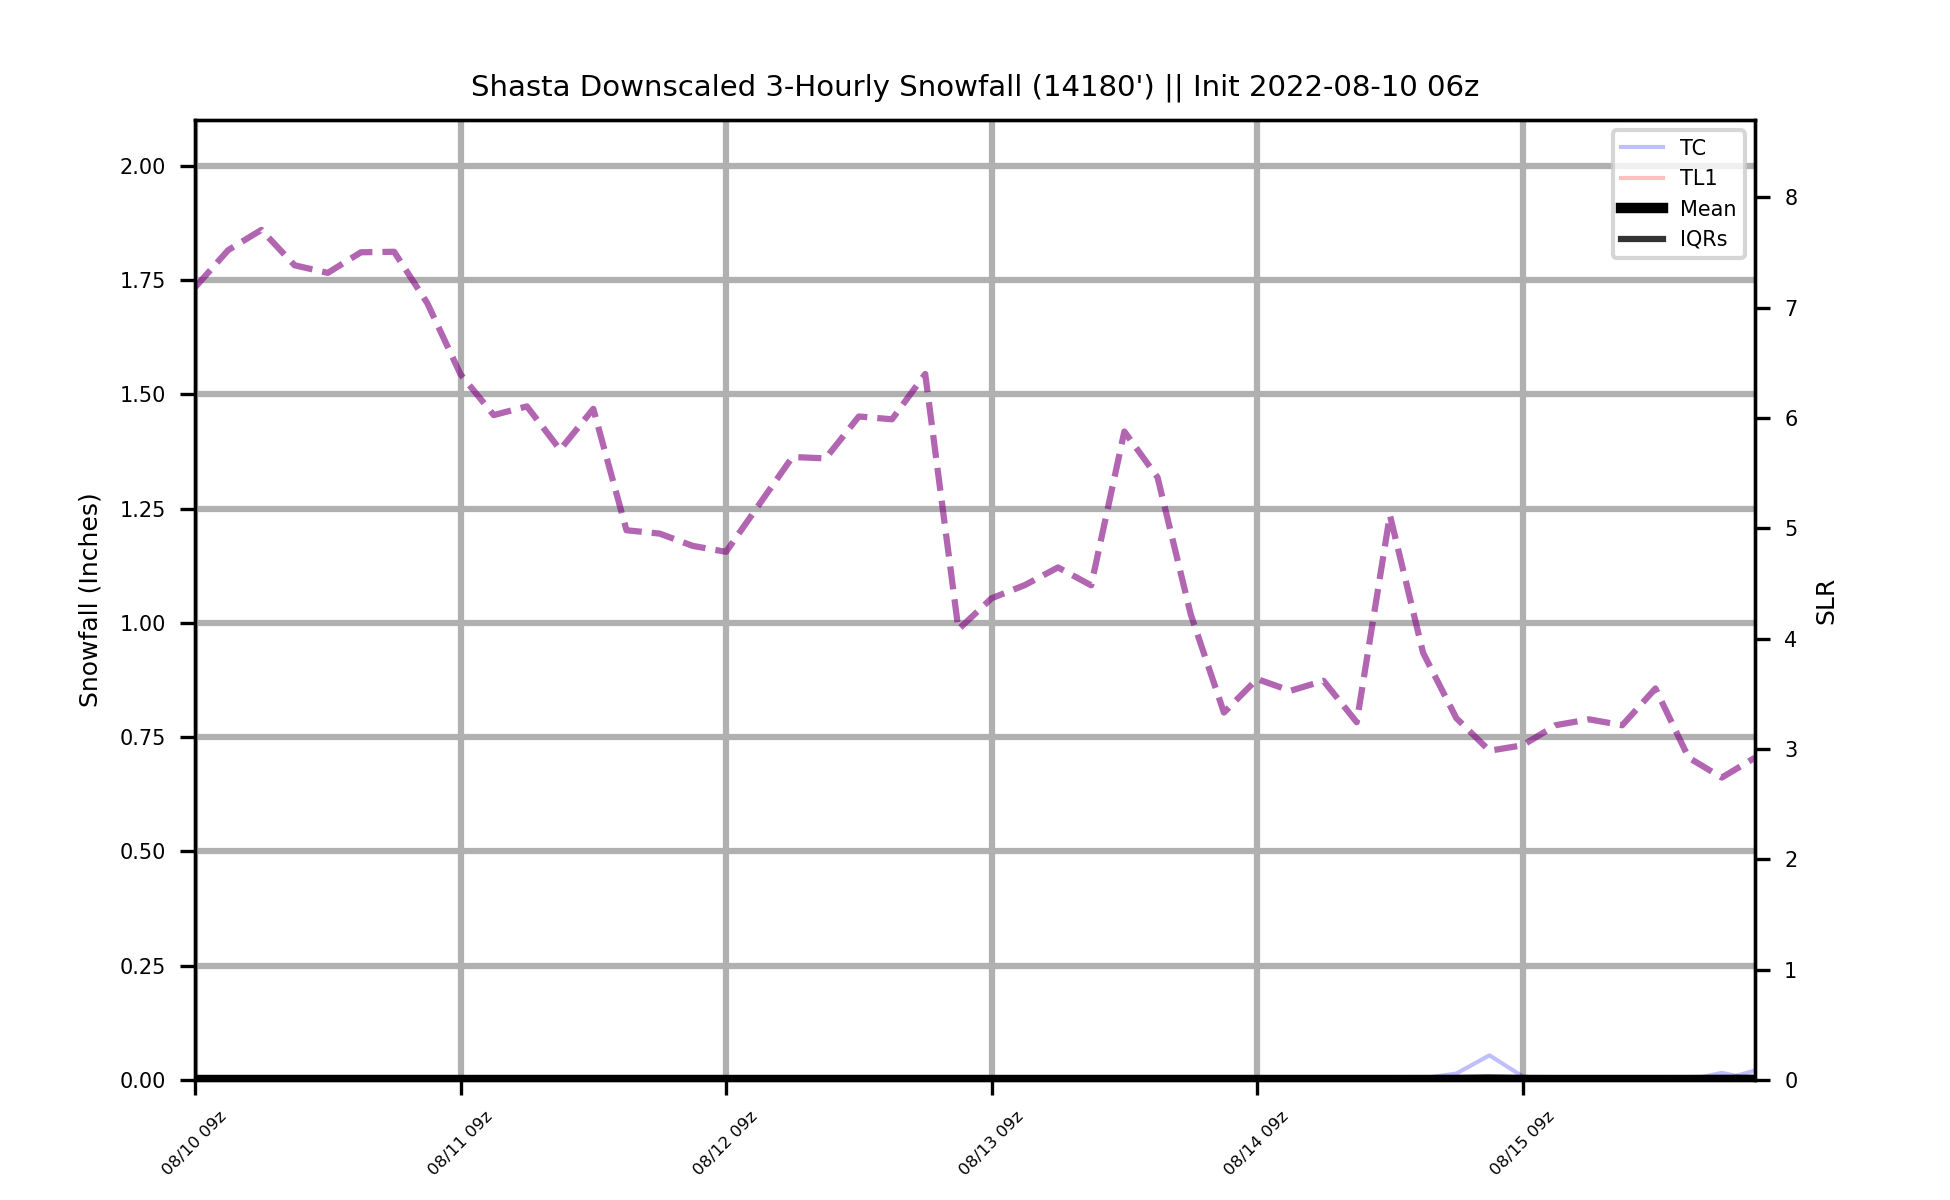 Shasta Downscaled 3-Hourly Snowfall (14180') || Init 2022-08-10 06z
TC
TL1
Mean
IQRs
Snowfall (Inches)
2.00
1.75
1.50
1.25
1.00
0.75
0.50
0.25
0.00
8
7
6
5
4
3
2
1
0
SLR
08/10 09z
08/11 09z
08/12 09z
08/13 09z
08/14 09z
08/15 09z